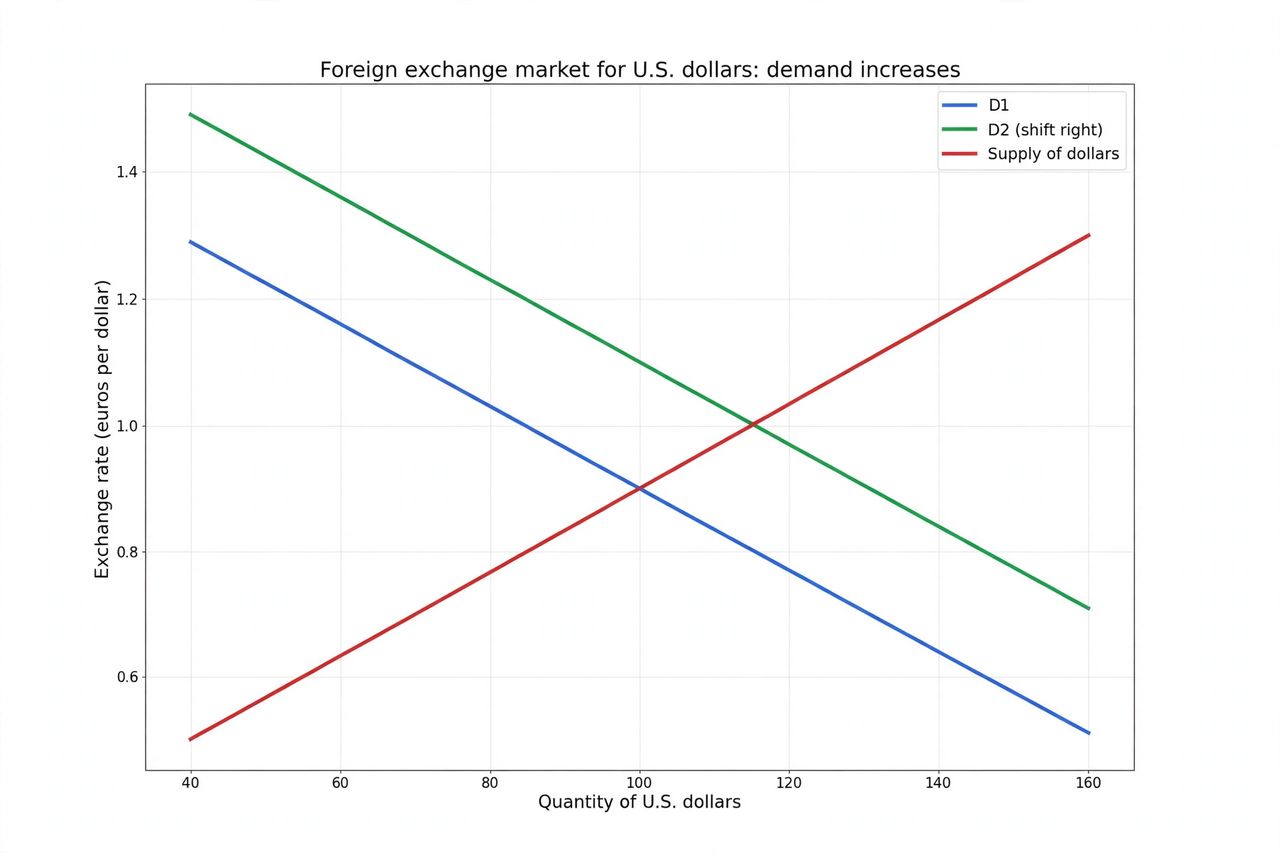 Foreign exchange market for U.S. dollars: demand increases
D1
D2 (shift right)
Supply of dollars
Exchange rate (euros per dollar)
1.4
1.2
1.0
0.8
0.6
40 60 80 100 120 140 160
Quantity of U.S. dollars